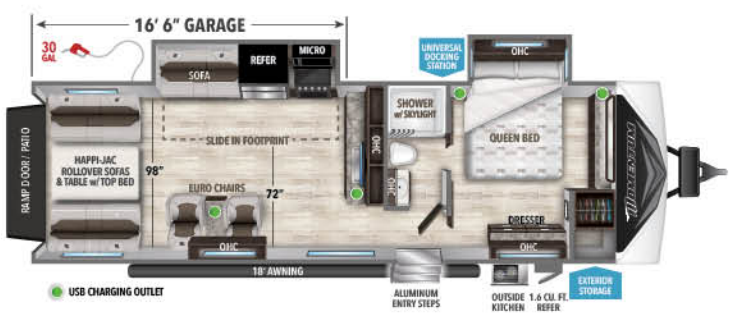 16' 6" GARAGE
30
GAL
UNIVERSAL
DOCKING
STATION
OHC
SOFA
REFER
MICRO
SHOWER
w/ SKYLIGHT
QUEEN BED
SLIDE IN FOOTPRINT
OHC
RAMP DOOR / PATIO
HAPPI-JAC
ROLLOVER SOFAS
& TABLE w/ TOP BED
98"
EURO CHAIRS
72"
OHC
MOMENTUM
DRESSER
OHC
OHC
18' AWNING
USB CHARGING OUTLET
ALUMINUM
ENTRY STEPS
OUTSIDE
KITCHEN
1.6 CU. FT.
REFER
EXTERIOR
STORAGE